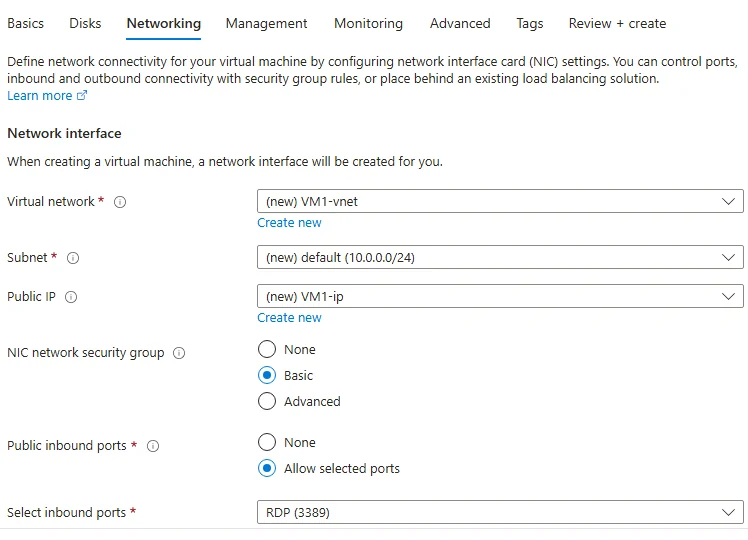 Basics Disks Networking Management Monitoring Advanced Tags Review + create
Define network connectivity for your virtual machine by configuring network interface card (NIC) settings. You can control ports,
inbound and outbound connectivity with security group rules, or place behind an existing load balancing solution.
Learn more
Network interface
When creating a virtual machine, a network interface will be created for you.
Virtual network * (new) VM1-vnet
Create new
Subnet * (new) default (10.0.0.0/24)
Public IP (new) VM1-ip
Create new
NIC network security group None
Basic
Advanced
Public inbound ports * None
Allow selected ports
Select inbound ports * RDP (3389)